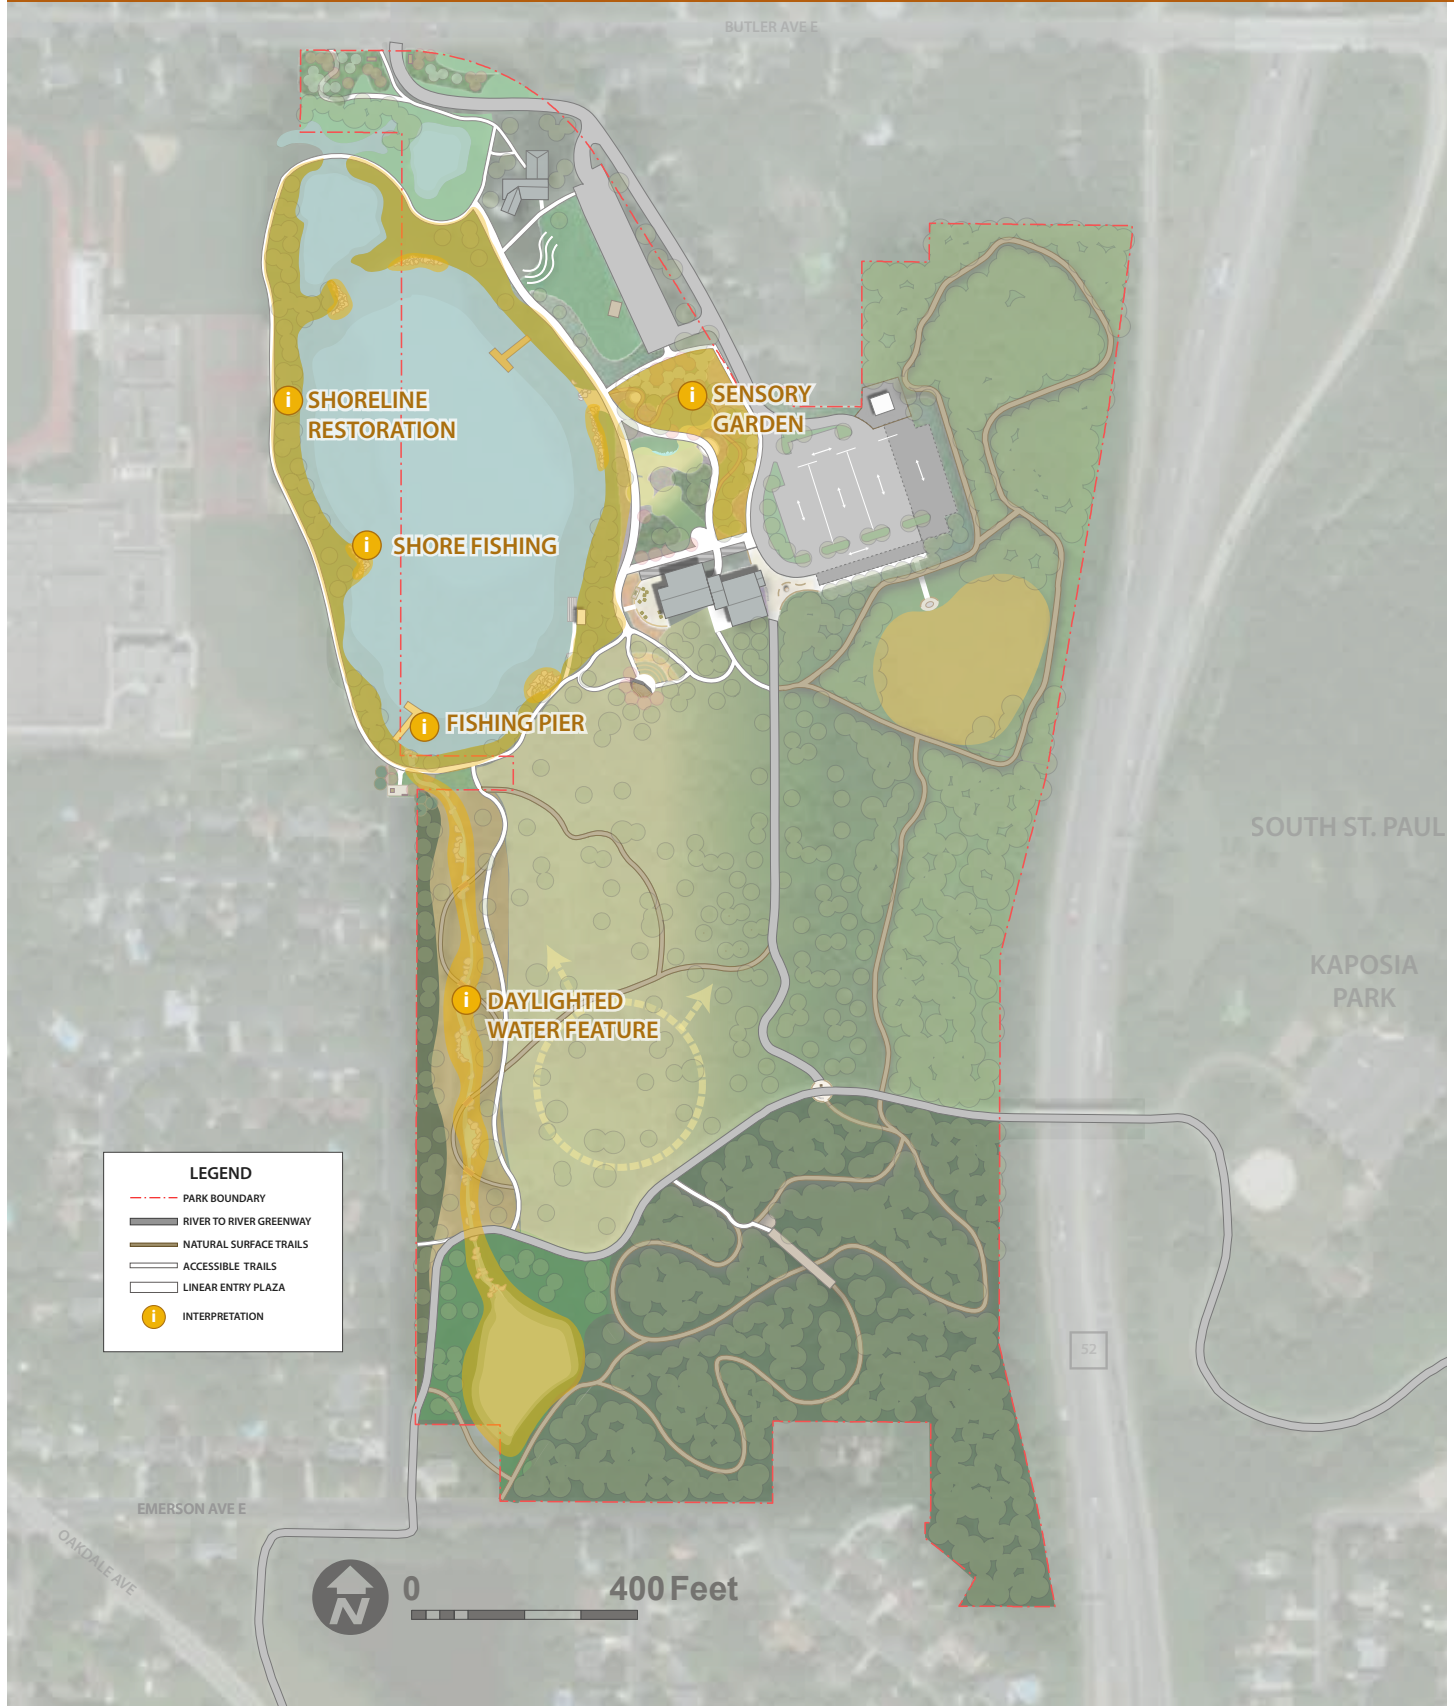 BUTLER AVE E
SHORELINE
RESTORATION
SENSORY
GARDEN
SHORE FISHING
FISHING PIER
SOUTH ST. PAUL
KAPOSIA
PARK
DAYLIGHTED
WATER FEATURE
LEGEND
PARK BOUNDARY
RIVER TO RIVER GREENWAY
NATURAL SURFACE TRAILS
ACCESSIBLE TRAILS
LINEAR ENTRY PLAZA
i INTERPRETATION
52
EMERSON AVE E
OAKDALE AVE
N
0 400 Feet